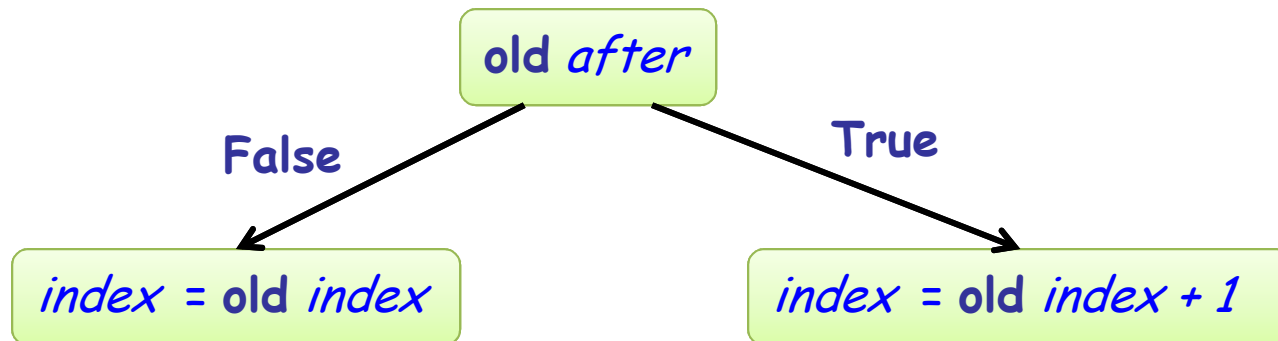 old after
False
True
index = old index
index = old index + 1